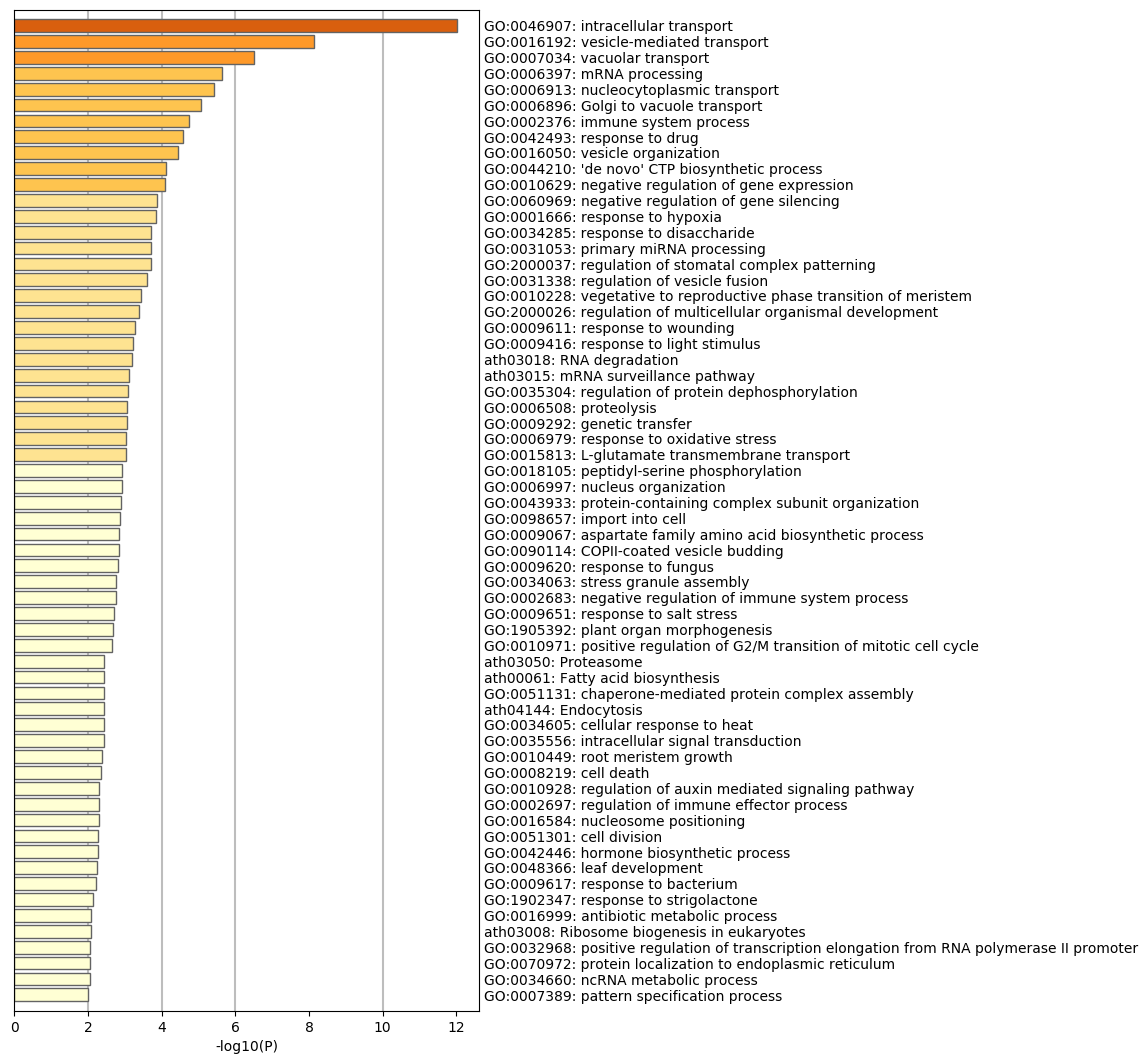 GO:0046907: intracellular transport
GO:0016192: vesicle-mediated transport
GO:0007034: vacuolar transport
GO:0006397: mRNA processing
GO:0006913: nucleocytoplasmic transport
GO:0006896: Golgi to vacuole transport
GO:0002376: immune system process
GO:0042493: response to drug
GO:0016050: vesicle organization
GO:0044210: 'de novo' CTP biosynthetic process
GO:0010629: negative regulation of gene expression
GO:0060969: negative regulation of gene silencing
GO:0001666: response to hypoxia
GO:0034285: response to disaccharide
GO:0031053: primary miRNA processing
GO:2000037: regulation of stomatal complex patterning
GO:0031338: regulation of vesicle fusion
GO:0010228: vegetative to reproductive phase transition of meristem
GO:2000026: regulation of multicellular organismal development
GO:0009611: response to wounding
GO:0009416: response to light stimulus
ath03018: RNA degradation
ath03015: mRNA surveillance pathway
GO:0035304: regulation of protein dephosphorylation
GO:0006508: proteolysis
GO:0009292: genetic transfer
GO:0006979: response to oxidative stress
GO:0015813: L-glutamate transmembrane transport
GO:0018105: peptidyl-serine phosphorylation
GO:0006997: nucleus organization
GO:0043933: protein-containing complex subunit organization
GO:0098657: import into cell
GO:0009067: aspartate family amino acid biosynthetic process
GO:0090114: COPII-coated vesicle budding
GO:0009620: response to fungus
GO:0034063: stress granule assembly
GO:0002683: negative regulation of immune system process
GO:0009651: response to salt stress
GO:1905392: plant organ morphogenesis
GO:0010971: positive regulation of G2/M transition of mitotic cell cycle
ath03050: Proteasome
ath00061: Fatty acid biosynthesis
GO:0051131: chaperone-mediated protein complex assembly
ath04144: Endocytosis
GO:0034605: cellular response to heat
GO:0035556: intracellular signal transduction
GO:0010449: root meristem growth
GO:0008219: cell death
GO:0010928: regulation of auxin mediated signaling pathway
GO:0002697: regulation of immune effector process
GO:0016584: nucleosome positioning
GO:0051301: cell division
GO:0042446: hormone biosynthetic process
GO:0048366: leaf development
GO:0009617: response to bacterium
GO:1902347: response to strigolactone
GO:0016999: antibiotic metabolic process
ath03008: Ribosome biogenesis in eukaryotes
GO:0032968: positive regulation of transcription elongation from RNA polymerase II promoter
GO:0070972: protein localization to endoplasmic reticulum
GO:0034660: ncRNA metabolic process
GO:0007389: pattern specification process
0 2 4 6 8 10 12
-log10(P)